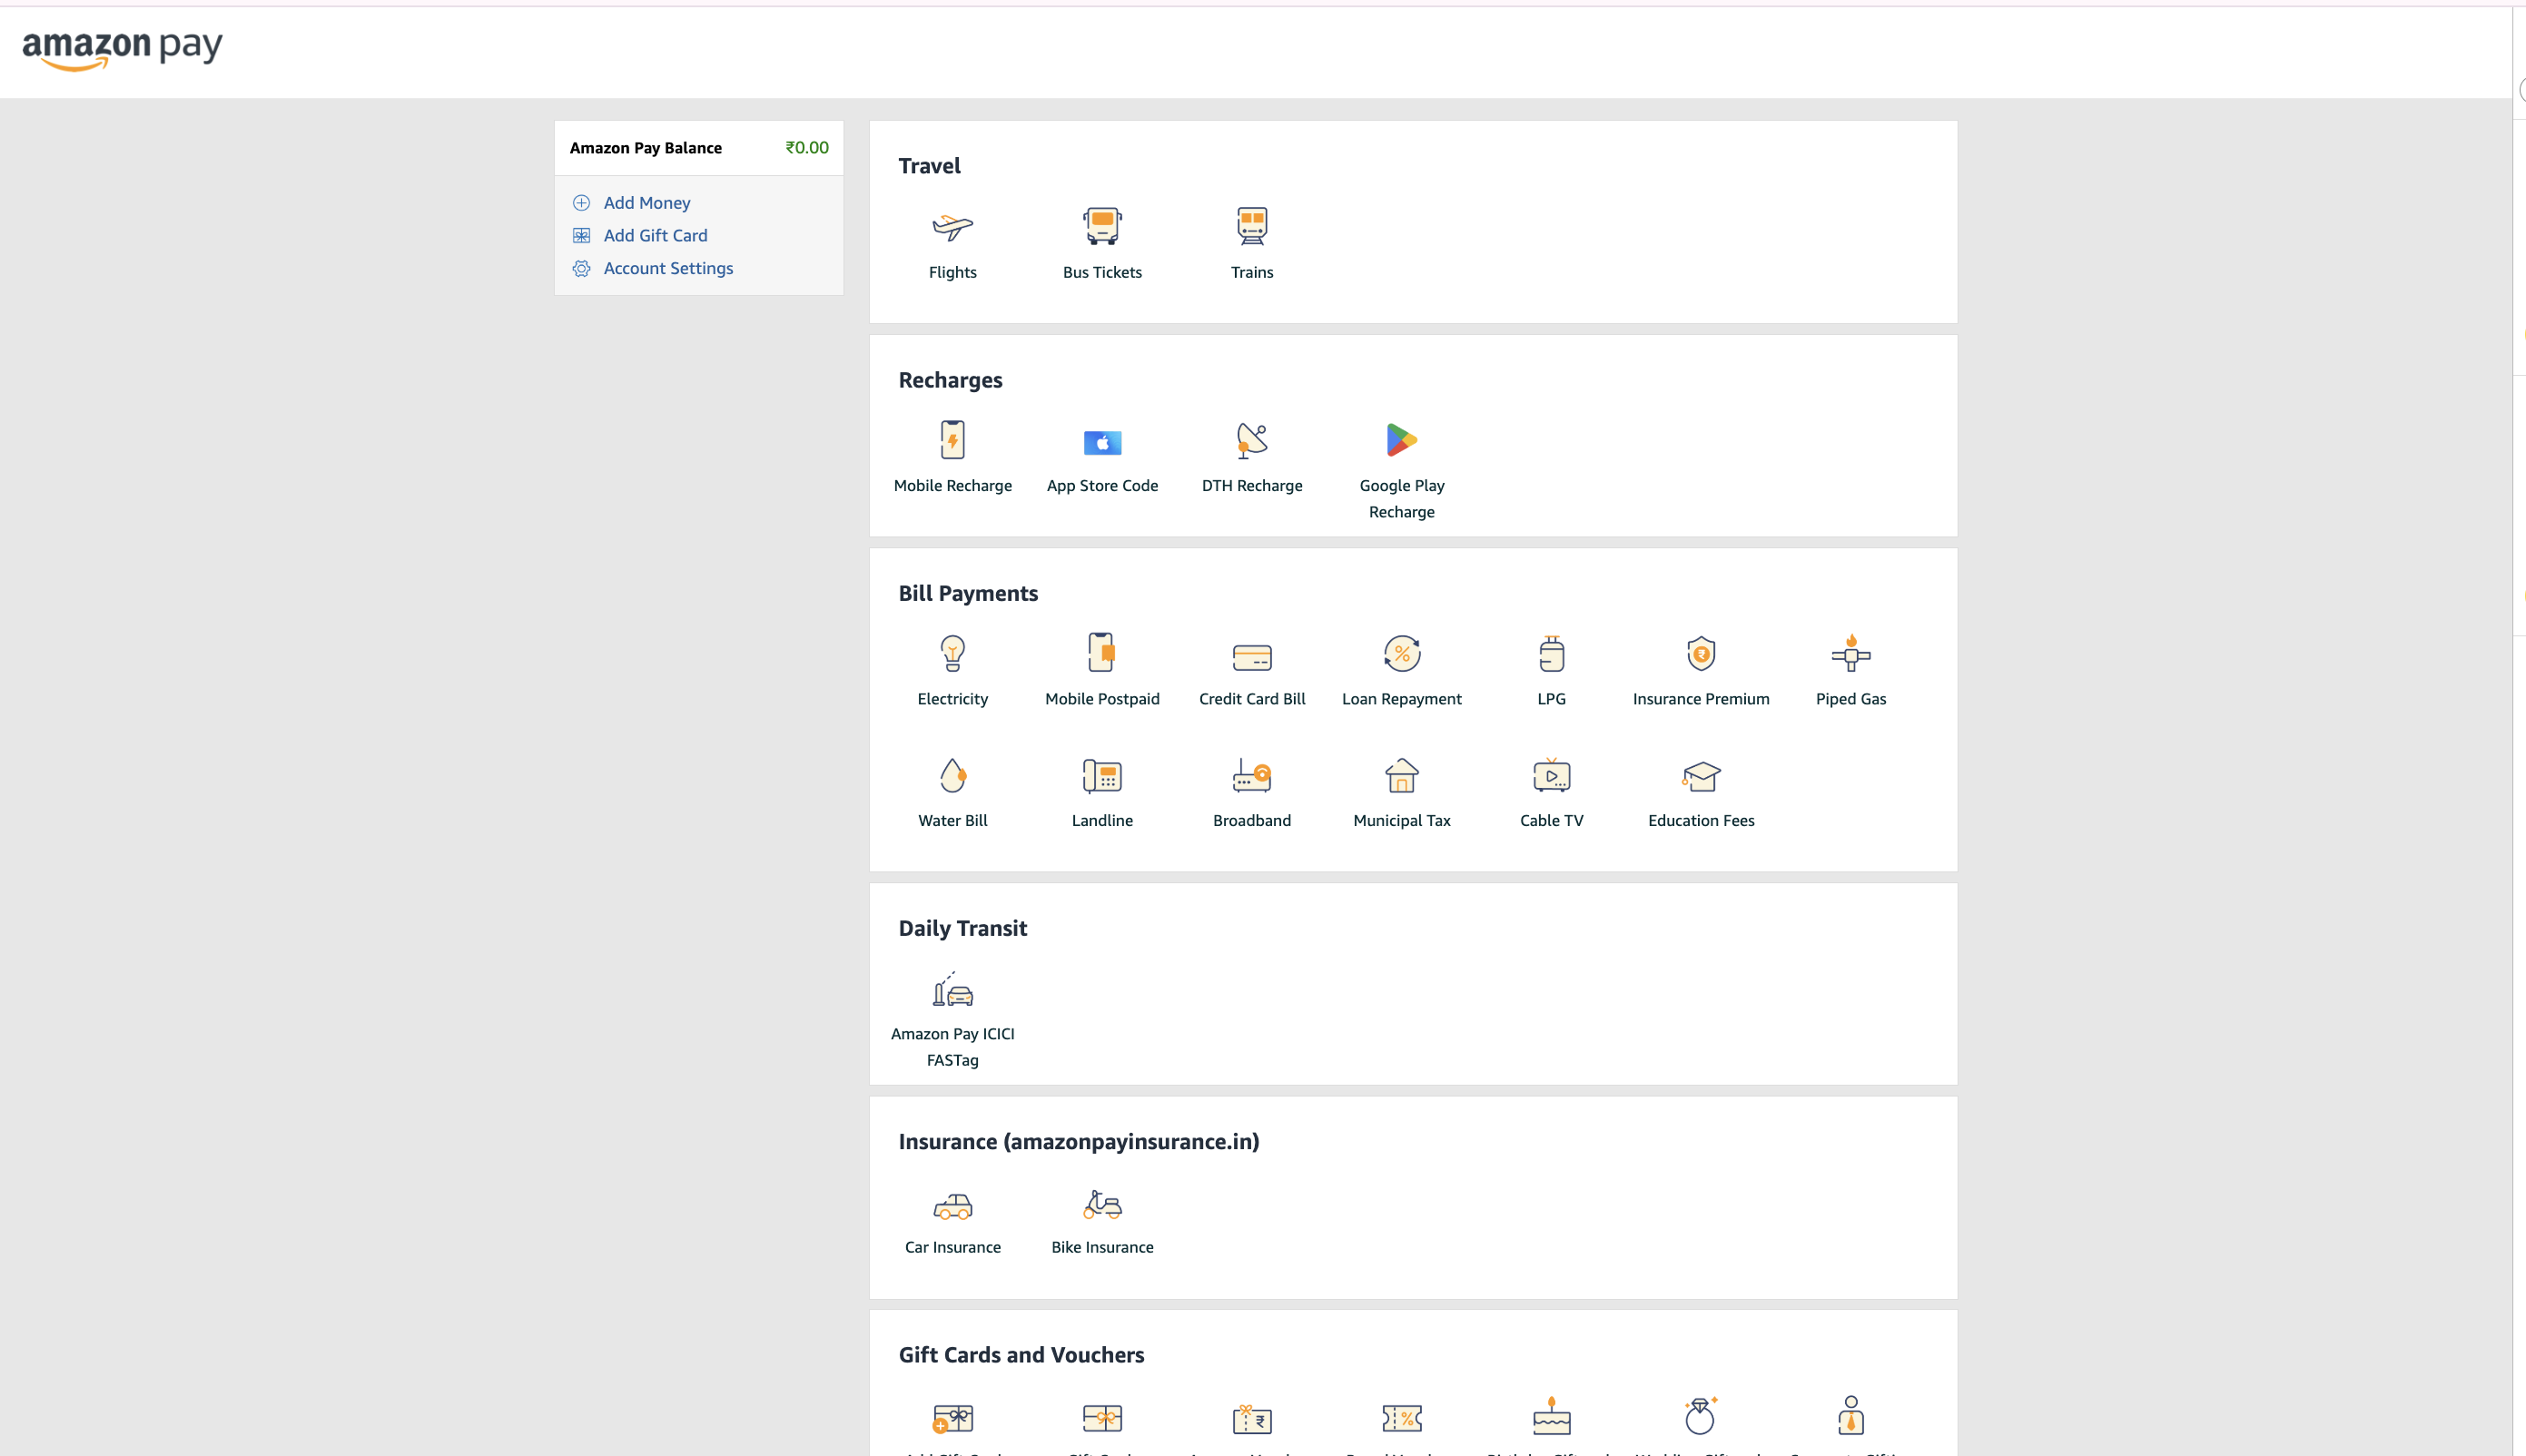 amazon pay
Amazon Pay Balance ₹0.00
Add Money
Add Gift Card
Account Settings
Travel
Flights Bus Tickets Trains
Recharges
Mobile Recharge App Store Code DTH Recharge Google Play
Recharge
Bill Payments
Electricity Mobile Postpaid Credit Card Bill Loan Repayment LPG Insurance Premium Piped Gas
Water Bill Landline Broadband Municipal Tax Cable TV Education Fees
Daily Transit
Amazon Pay ICICI
FASTag
Insurance (amazonpayinsurance.in)
Car Insurance Bike Insurance
Gift Cards and Vouchers